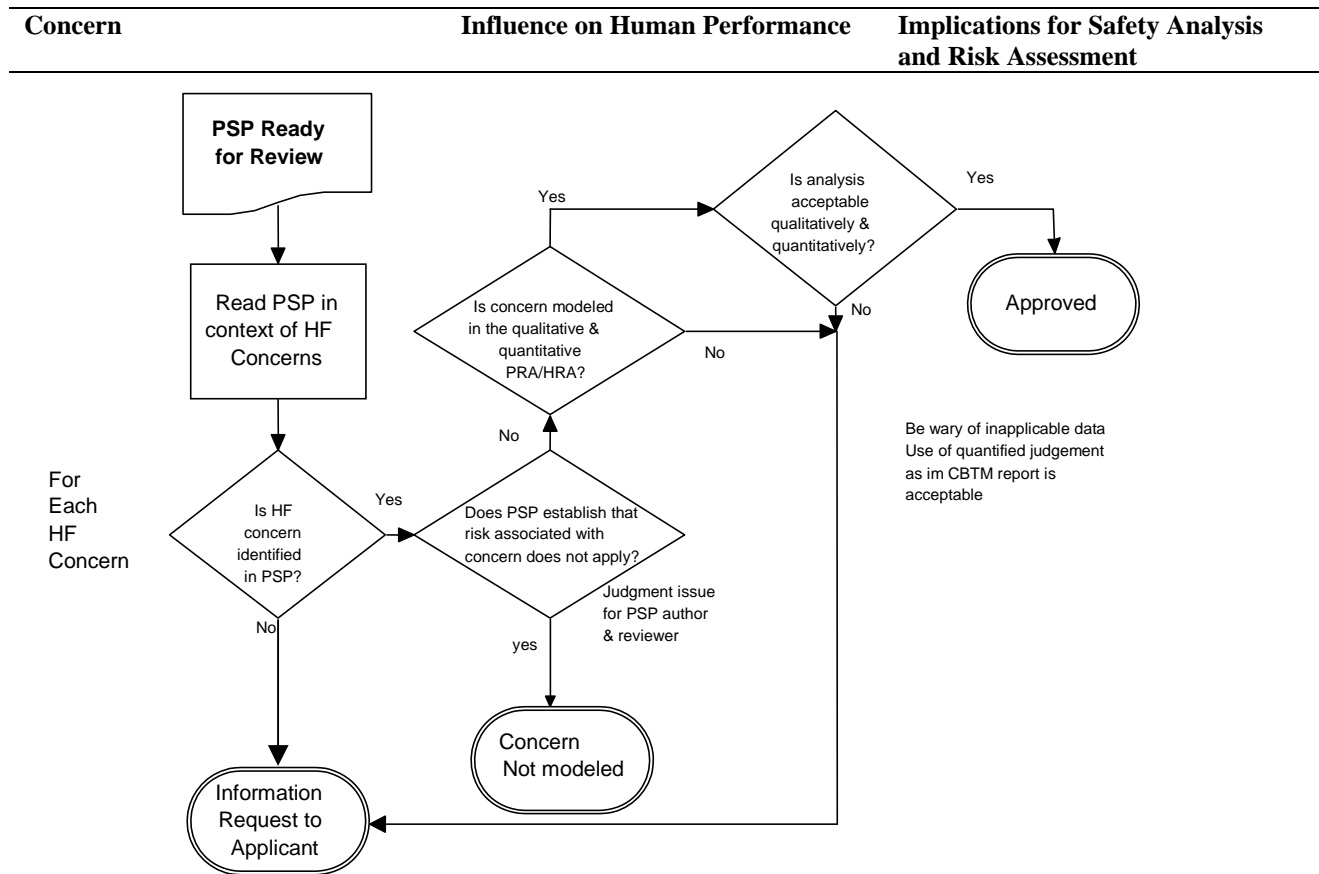 Concern
Influence on Human Performance
Implications for Safety Analysis
and Risk Assessment
PSP Ready
for Review
Read PSP in
context of HF
Concerns
For
Each
HF
Concern
Is HF
concern
identified
in PSP?
Yes
No
Information
Request to
Applicant
Does PSP establish that
risk associated with
concern does not apply?
Judgment issue
for PSP author
& reviewer
yes
Concern
Not modeled
No
Is concern modeled
in the qualitative &
quantitative
PRA/HRA?
Yes
No
Is analysis
acceptable
qualitatively &
quantitatively?
Yes
No
Approved
Be wary of inapplicable data
Use of quantified judgement
as im CBTM report is
acceptable